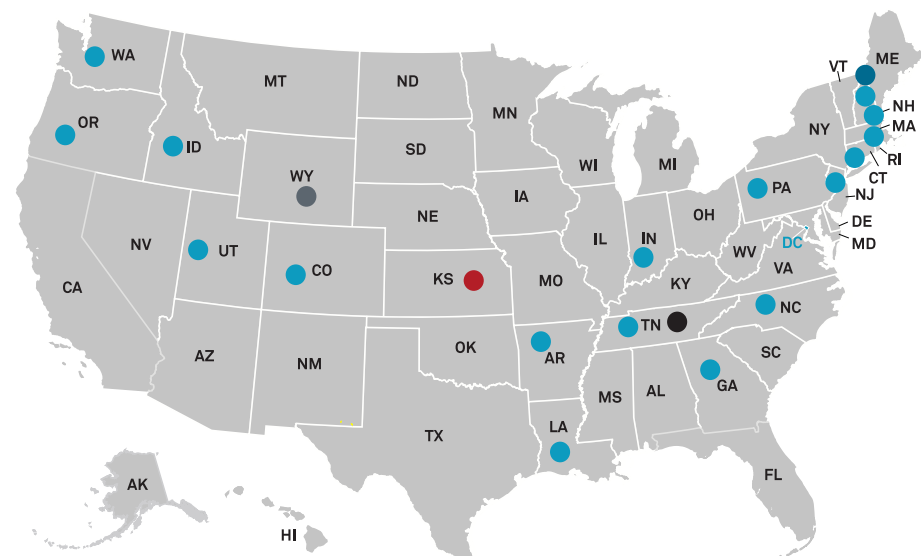 WA
MT
ND
MN
VT
ME
OR
ID
SD
WI
MI
NY
NH
MA
RI
CT
WY
IA
NE
PA
NJ
NV
UT
CO
IL
IN
OH
DE
MD
DC
WV
VA
CA
KS
MO
KY
NC
TN
AZ
NM
OK
AR
SC
GA
MS
AL
TX
LA
FL
AK
HI